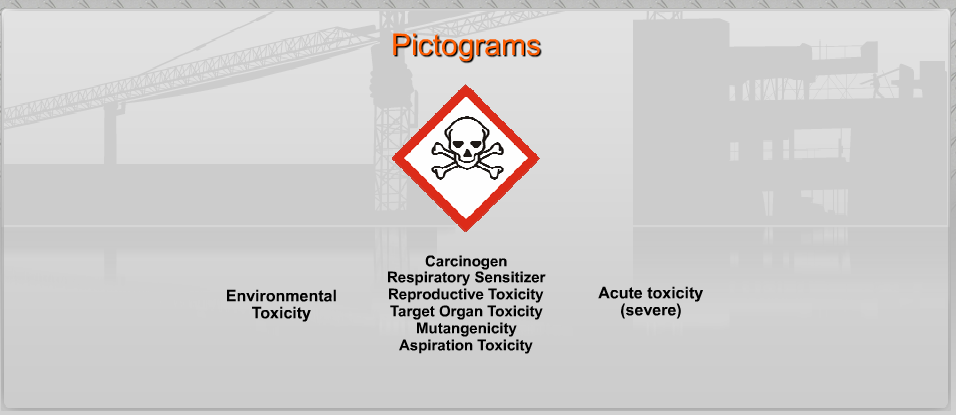 Pictograms
Environmental
Toxicity
Carcinogen
Respiratory Sensitizer
Reproductive Toxicity
Target Organ Toxicity
Mutangenicity
Aspiration Toxicity
Acute toxicity
(severe)